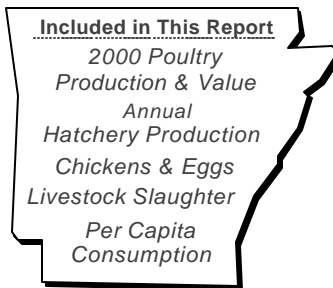 Included in This Report
2000 Poultry
Production & Value
Annual
Hatchery Production
Chickens & Eggs
Livestock Slaughter
Per Capita
Consumption